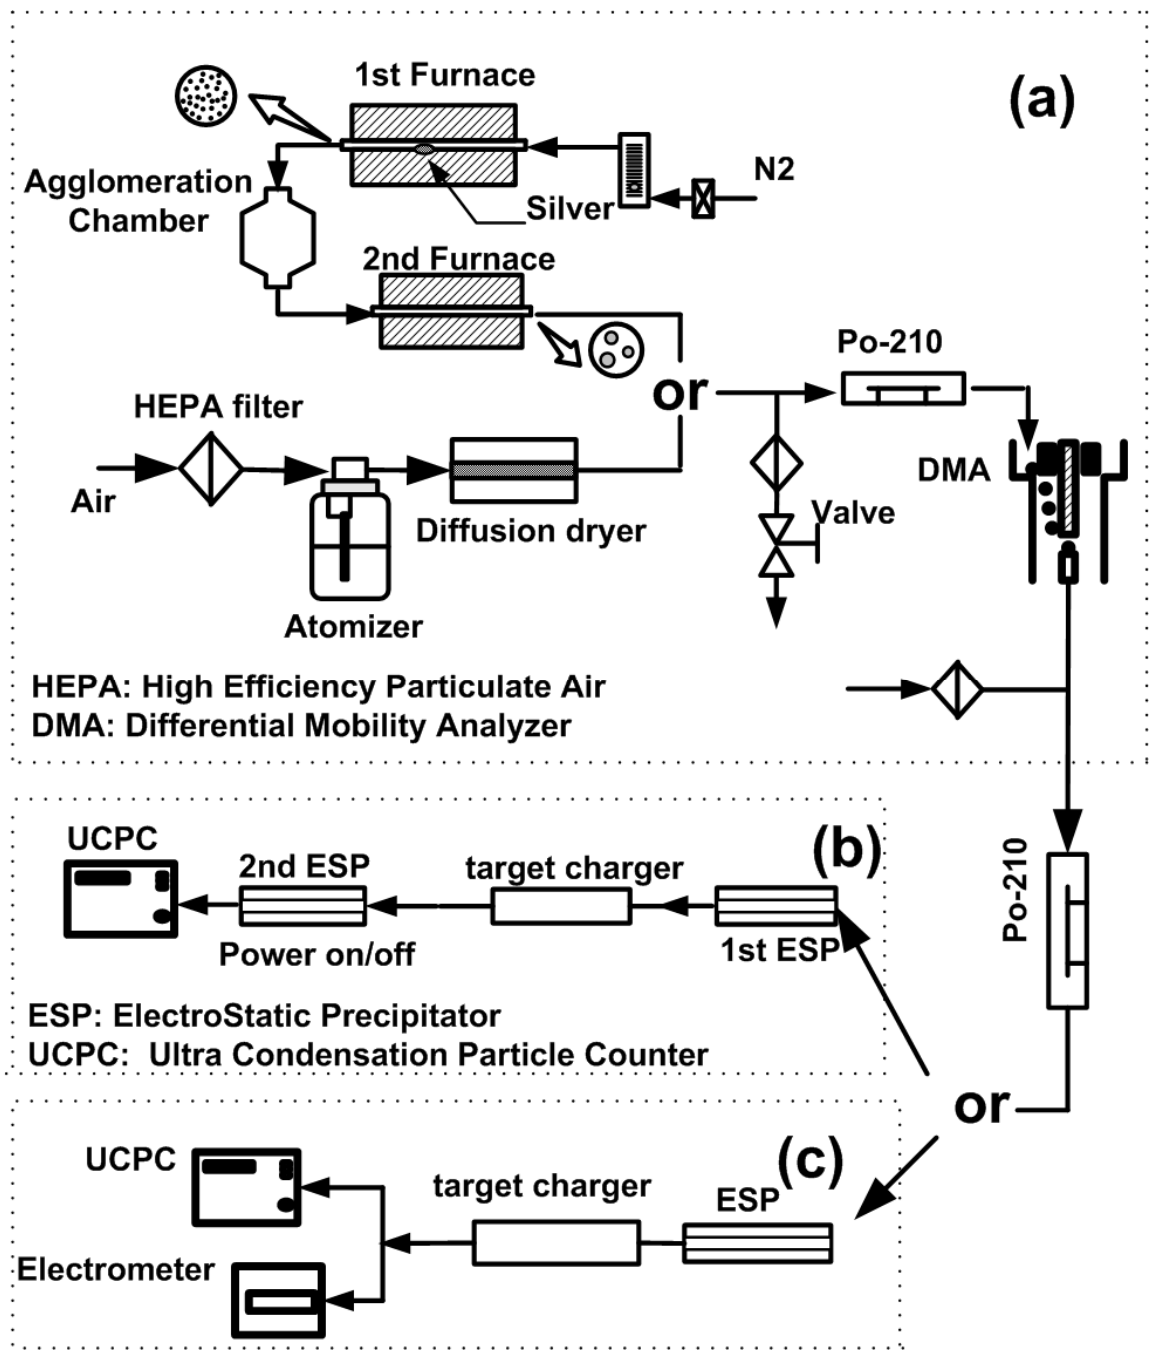 (a)
1st Furnace
N2
Agglomeration
Chamber
Silver
2nd Furnace
Po-210
or
HEPA filter
DMA
Air
Valve
Diffusion dryer
Atomizer
HEPA: High Efficiency Particulate Air
DMA: Differential Mobility Analyzer
(b)
UCPC
2nd ESP
target charger
Po-210
Power on/off
1st ESP
ESP: ElectroStatic Precipitator
UCPC: Ultra Condensation Particle Counter
or
(c)
UCPC
target charger
ESP
Electrometer